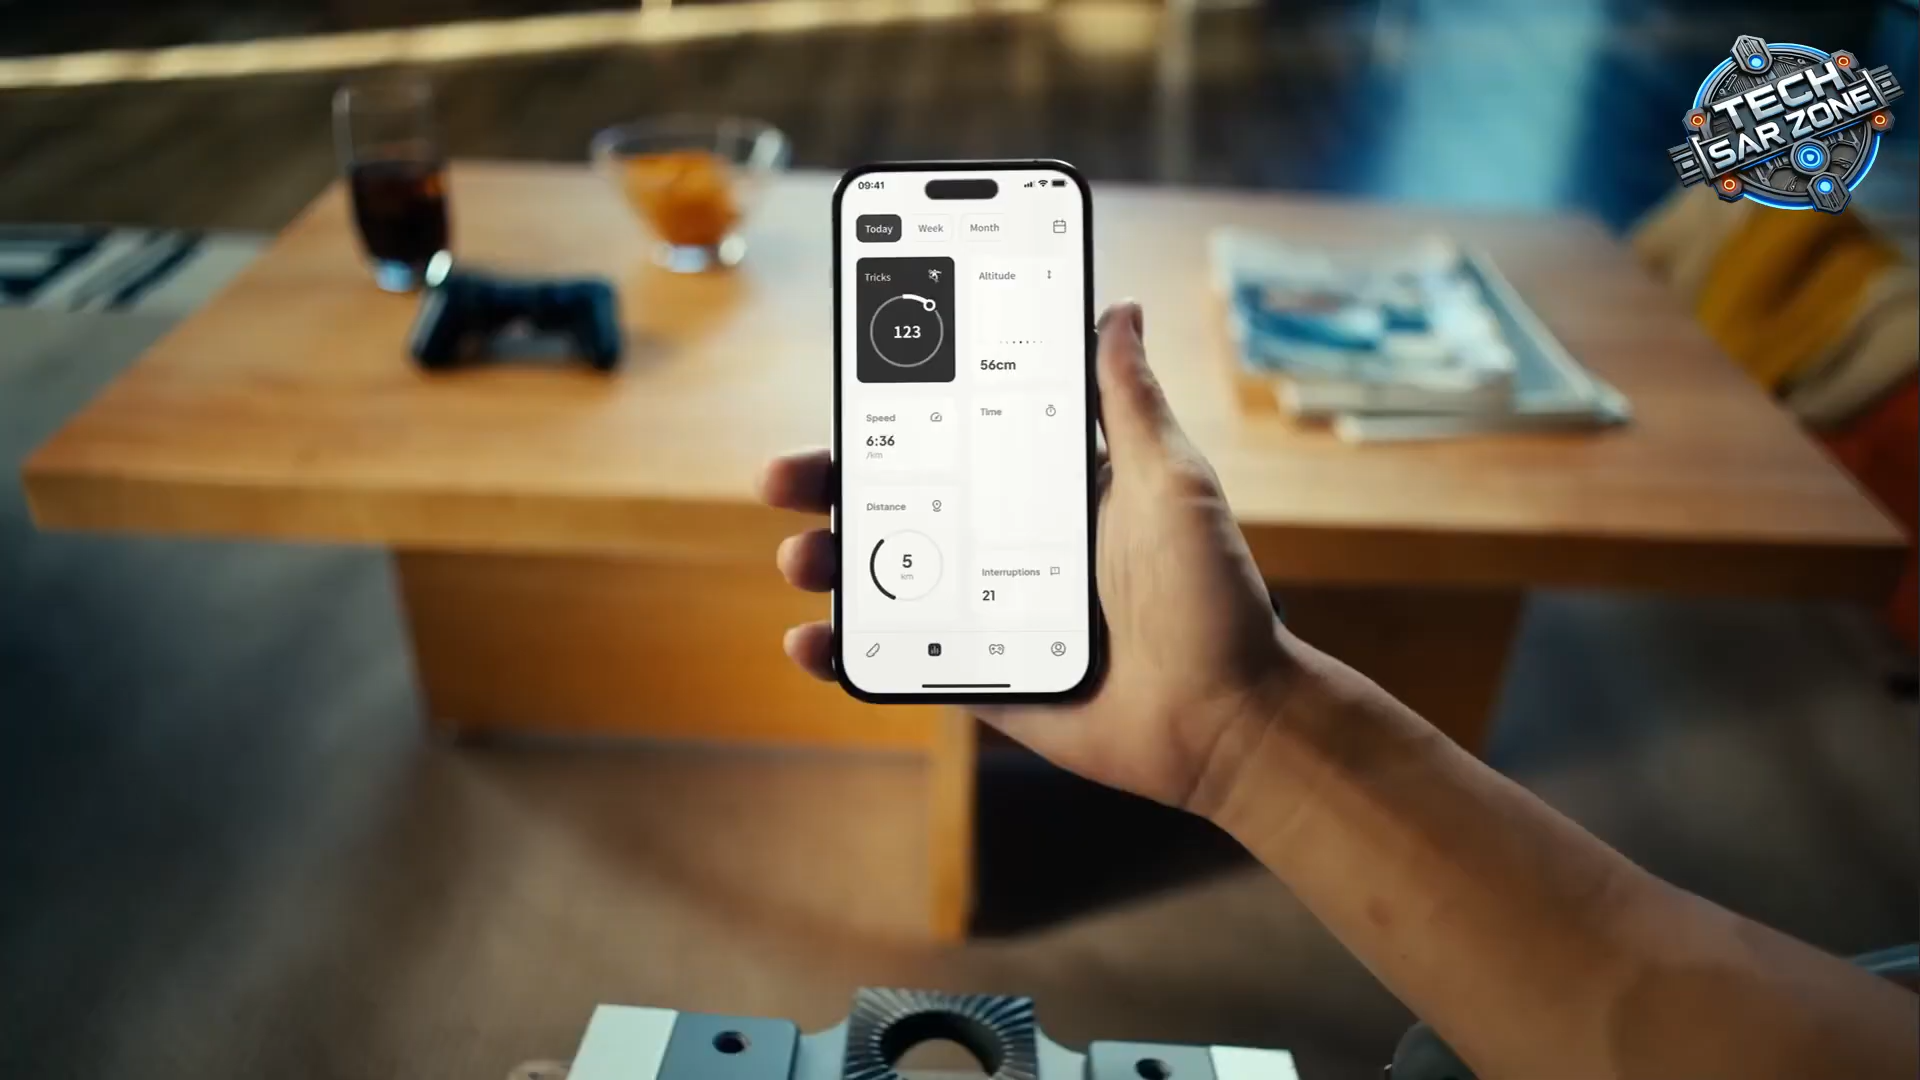 TECH
SAR ZONE
09:41
Today
Week
Month
Tricks
123
Altitude
56cm
Speed
6:36
/km
Time
Distance
5
km
Interruptions
21